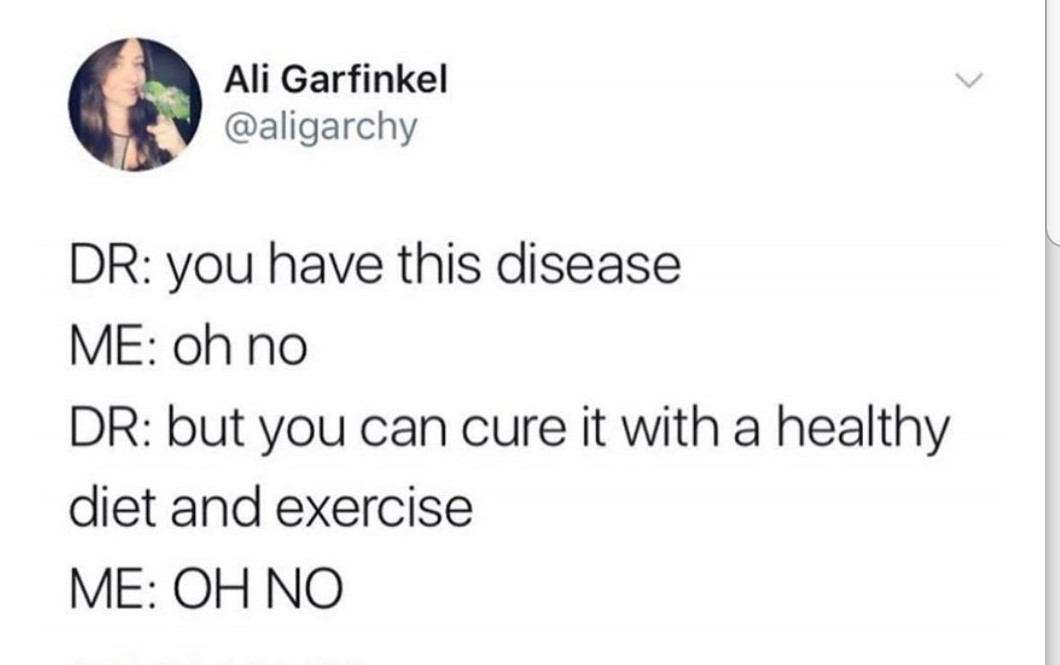 Ali Garfinkel
@aligarchy
DR: you have this disease
ME: oh no
DR: but you can cure it with a healthy
diet and exercise
ME: OH NO